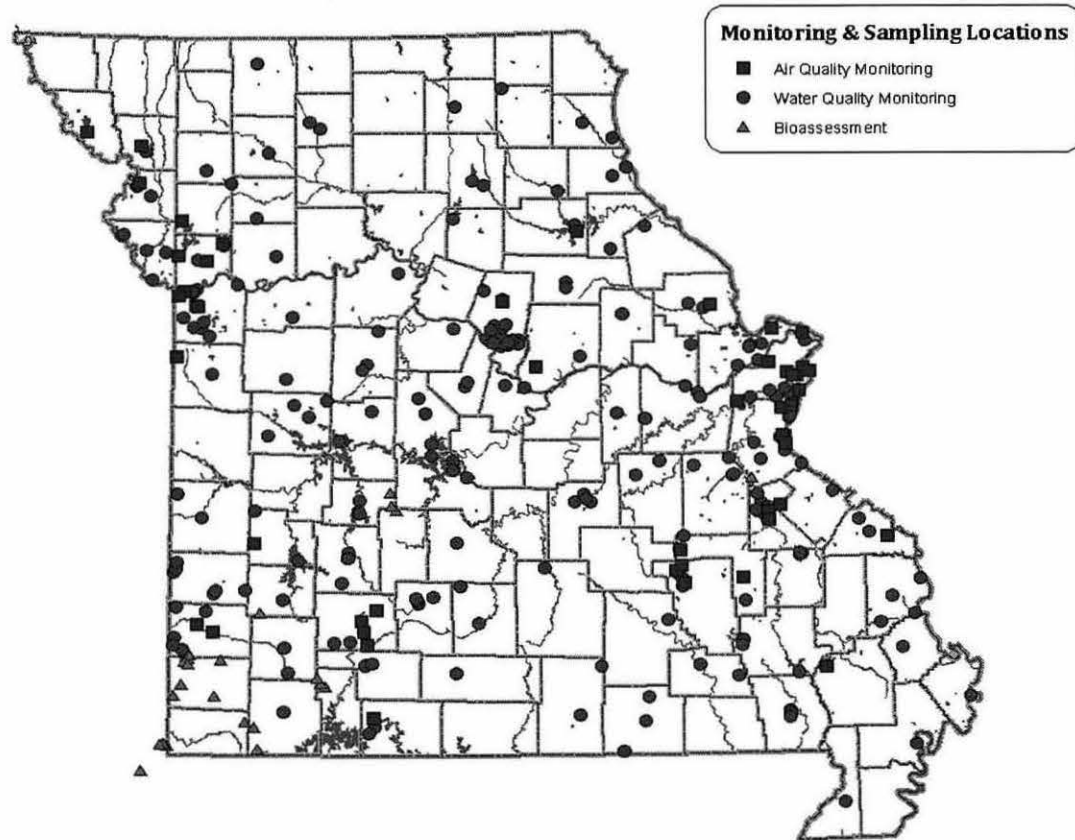 Monitoring & Sampling Locations
Air Quality Monitoring
Water Quality Monitoring
Bioassessment